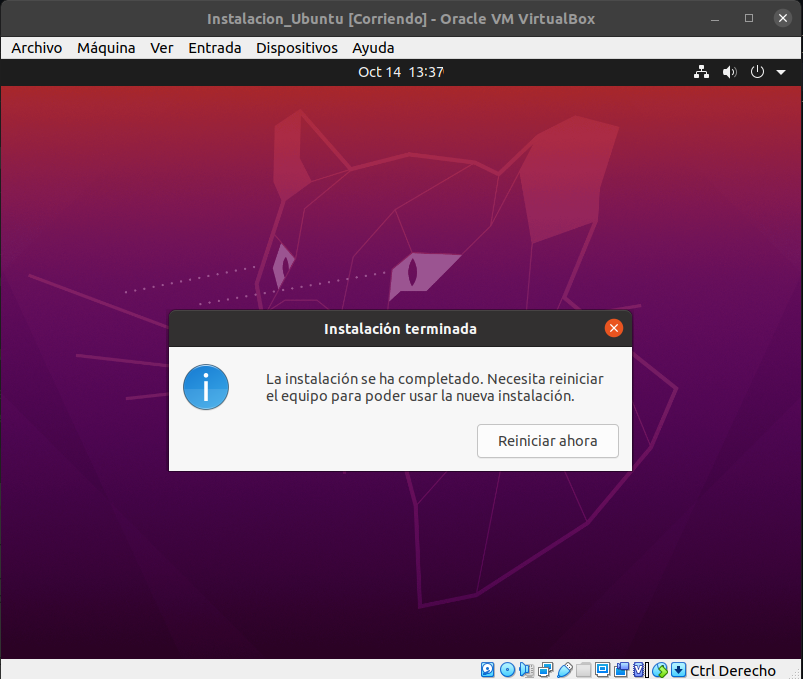 Instalacion_Ubuntu [Corriendo] - Oracle VM VirtualBox
Archivo Máquina Ver Entrada Dispositivos Ayuda
Oct 14 13:37
Instalación terminada
La instalación se ha completado. Necesita reiniciar
el equipo para poder usar la nueva instalación.
Reiniciar ahora
Ctrl Derecho